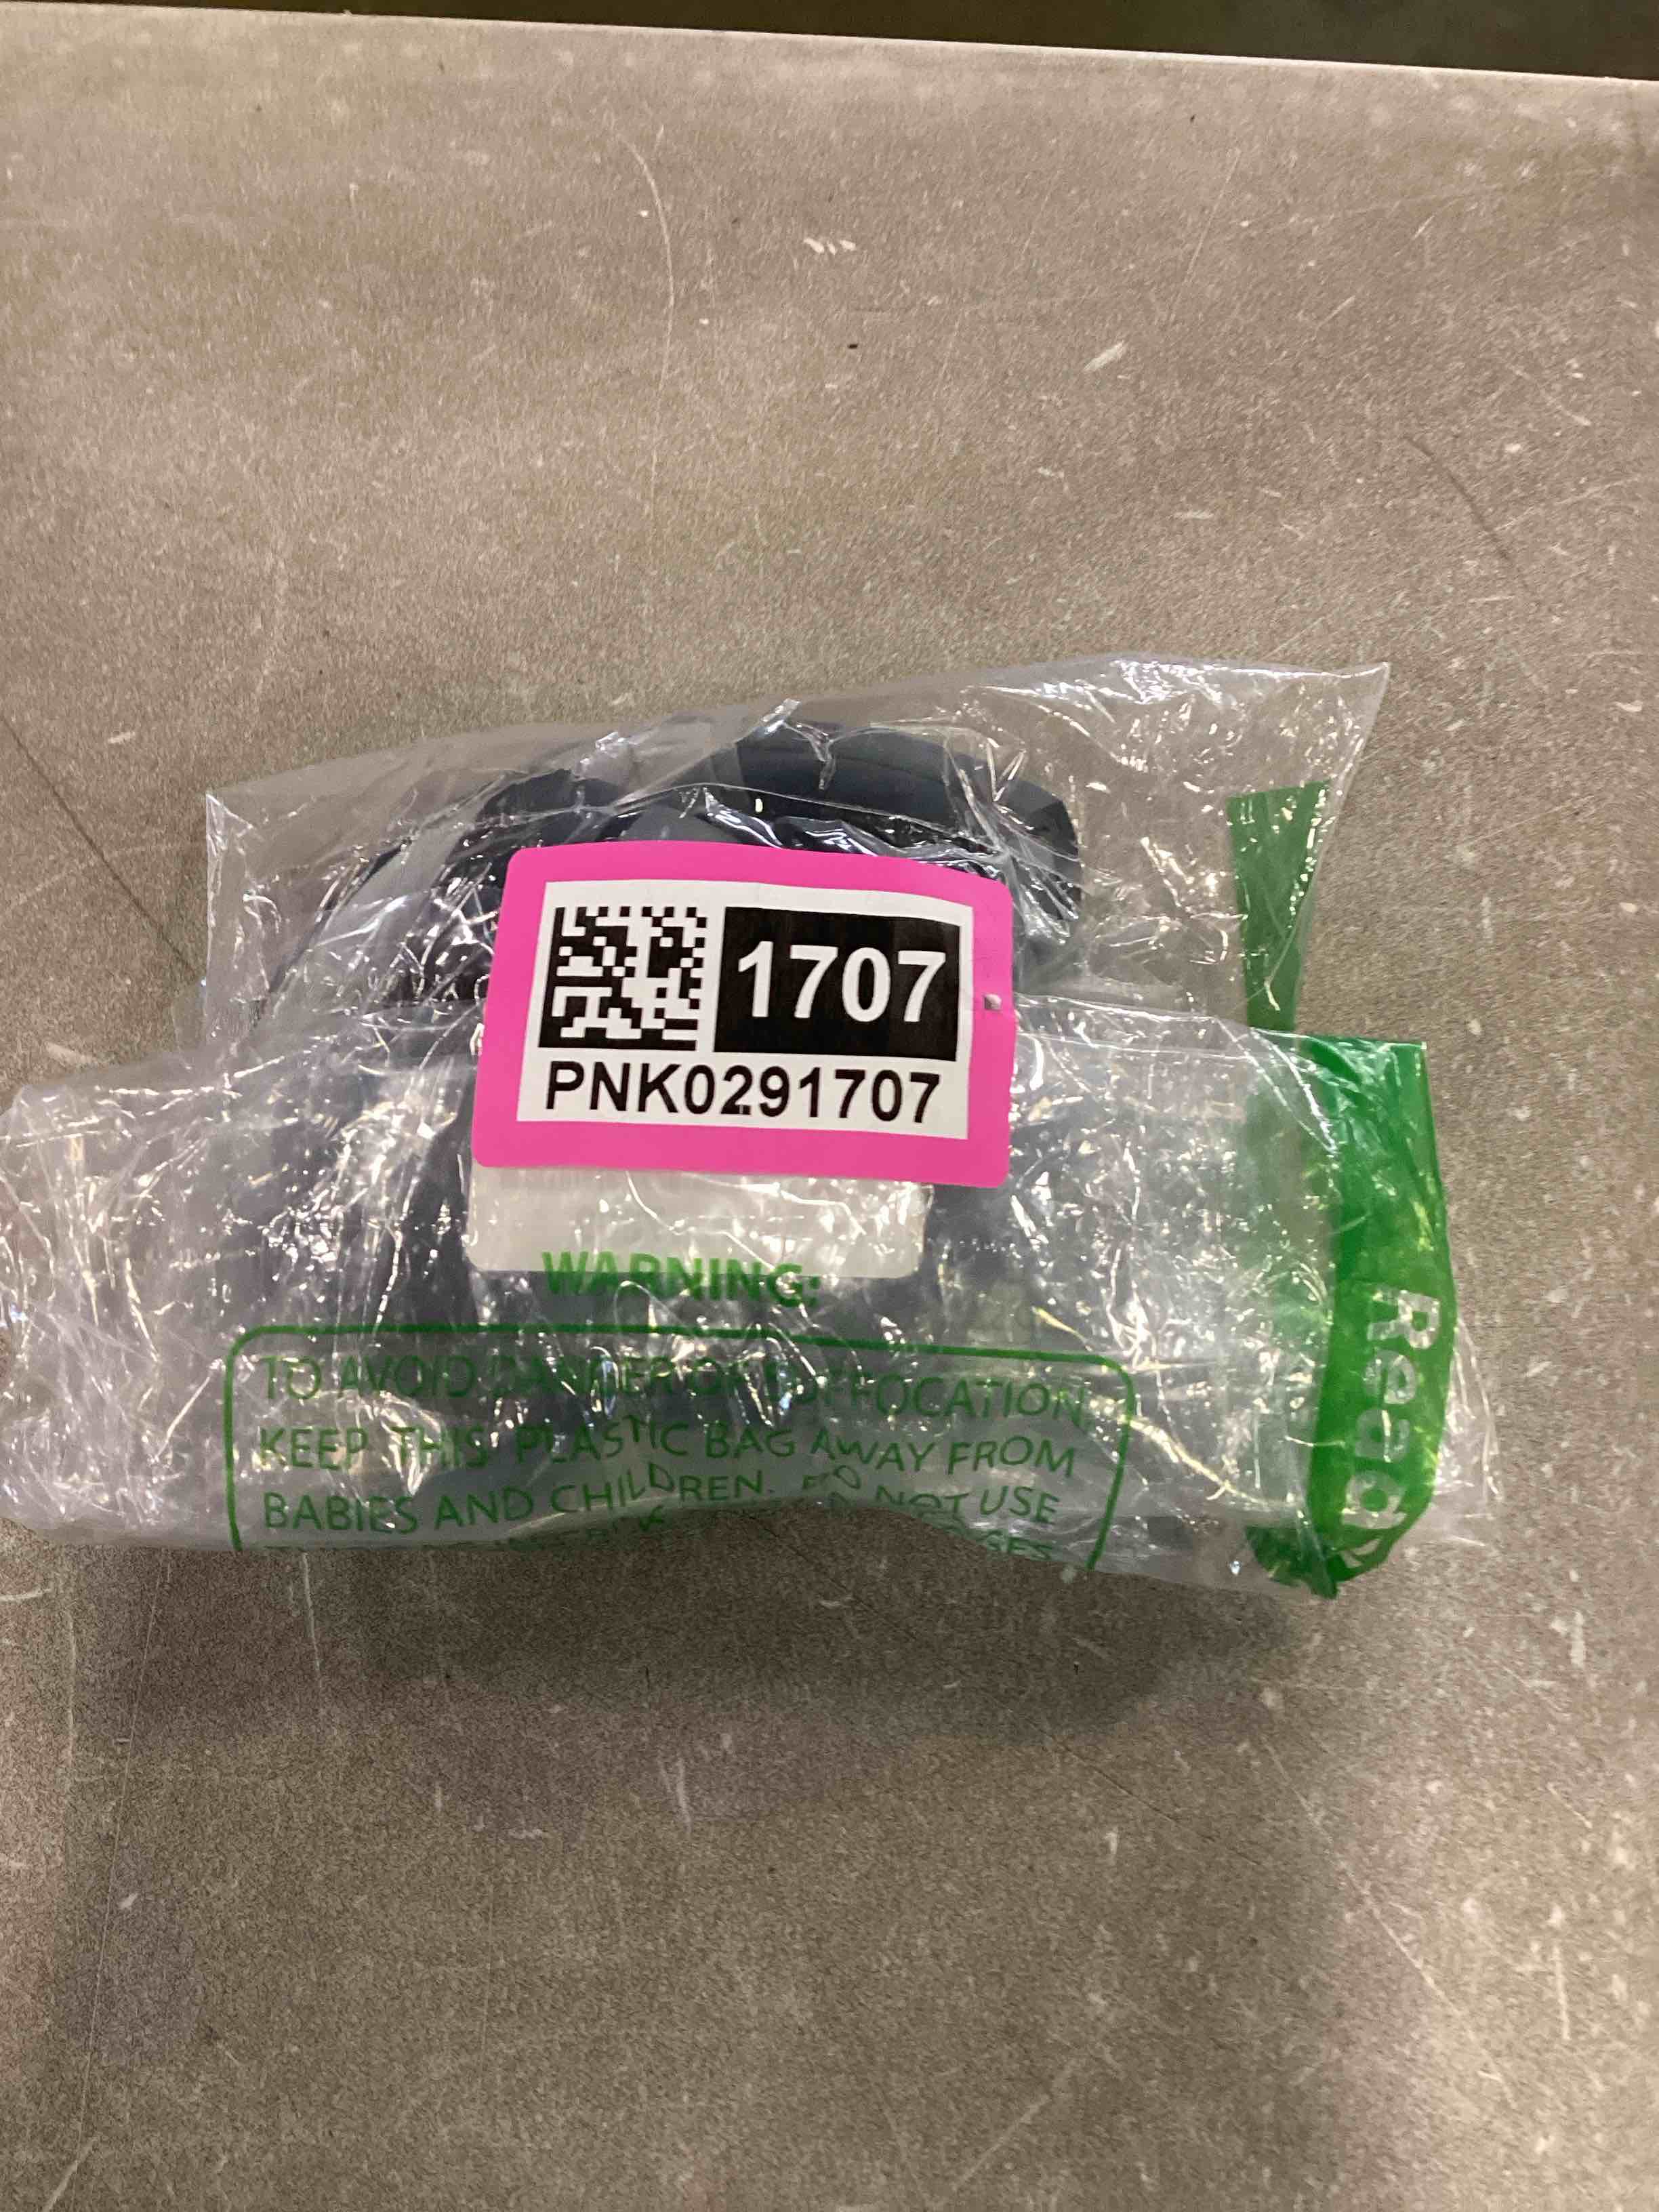 1707
PNK0291707
WARNING:
TO AVOID DANGER OF SUFFOCATION
KEEP THIS PLASTIC BAG AWAY FROM
BABIES AND CHILDREN. DO NOT USE
Read